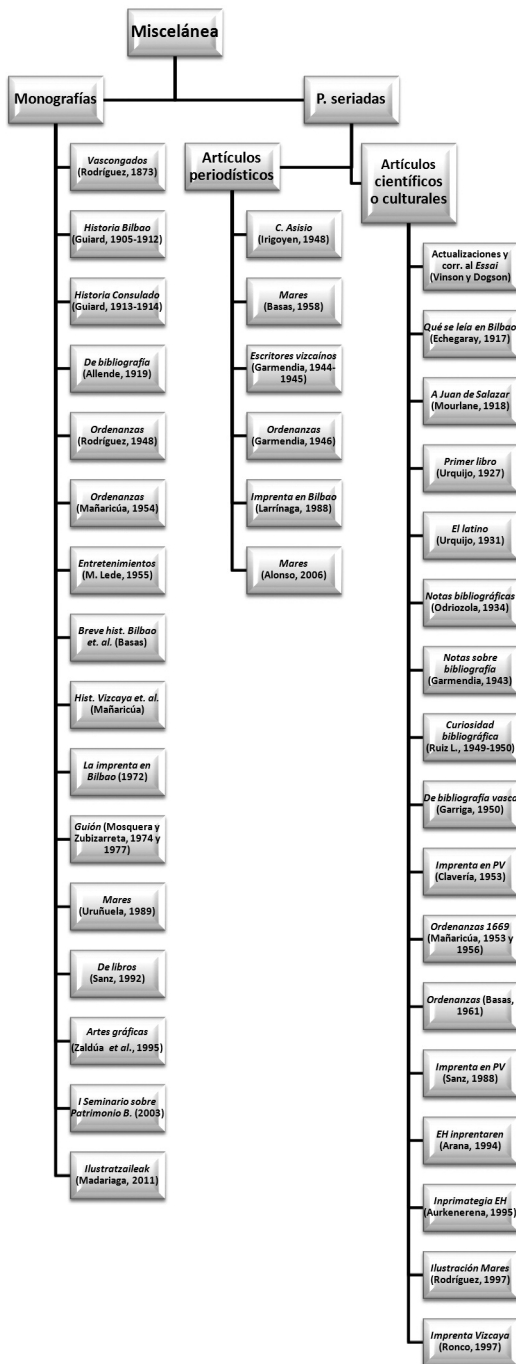 Miscelánea
Monografías
Vascongados
(Rodríguez, 1873)
Historia Bilbao
(Guiard, 1905-1912)
Historia Consulado
(Guiard, 1913-1914)
De bibliografía
(Allende, 1919)
Ordenanzas
(Rodríguez, 1948)
Ordenanzas
(Mañaricúa, 1954)
Entretenimientos
(M. Lede, 1955)
Breve hist. Bilbao
et. al. (Basas)
Hist. Vizcaya et. al.
(Mañaricúa)
La imprenta en
Bilbao (1972)
Guión (Mosquera y
Zubizarreta, 1974 y
1977)
Mares
(Uruñuela, 1989)
De libros
(Sanz, 1992)
Artes gráficas
(Zaldúa et al., 1995)
I Seminario sobre
Patrimonio B. (2003)
Ilustratzaileak
(Madariaga, 2011)
P. seriadas
Artículos
periodísticos
C. Asisio
(Irigoyen, 1948)
Mares
(Basas, 1958)
Escritores vizcaínos
(Garmendia, 1944-
1945)
Ordenanzas
(Garmendia, 1946)
Imprenta en Bilbao
(Larrínaga, 1988)
Mares
(Alonso, 2006)
Artículos
científicos
o culturales
Actualizaciones y
corr. al Essai
(Vinson y Dogson)
Qué se leía en Bilbao
(Echegaray, 1917)
A Juan de Salazar
(Mourlane, 1918)
Primer libro
(Urquijo, 1927)
El latino
(Urquijo, 1931)
Notas bibliográficas
(Odriozola, 1934)
Notas sobre
bibliografía
(Garmendia, 1943)
Curiosidad
bibliográfica
(Ruiz L., 1949-1950)
De bibliografía vasca
(Garriga, 1950)
Imprenta en PV
(Clavería, 1953)
Ordenanzas 1669
(Mañaricúa, 1953 y
1956)
Ordenanzas (Basas,
1961)
Imprenta en PV
(Sanz, 1988)
EH inprentaren
(Arana, 1994)
Inprimategia EH
(Aurkenerena, 1995)
Ilustración Mares
(Rodríguez, 1997)
Imprenta Vizcaya
(Ronco, 1997)